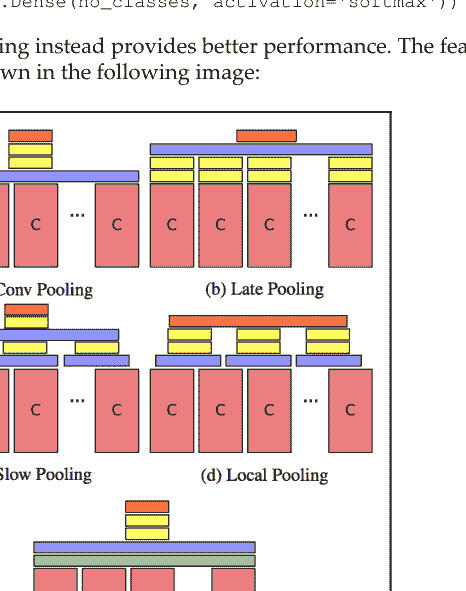 .Dense(no_classes, activation='softmax'))
ing instead provides better performance. The fea
wn in the following image:
C ... C C C C ... C
Conv Pooling (b) Late Pooling
C ... C C C C ... C
Slow Pooling (d) Local Pooling